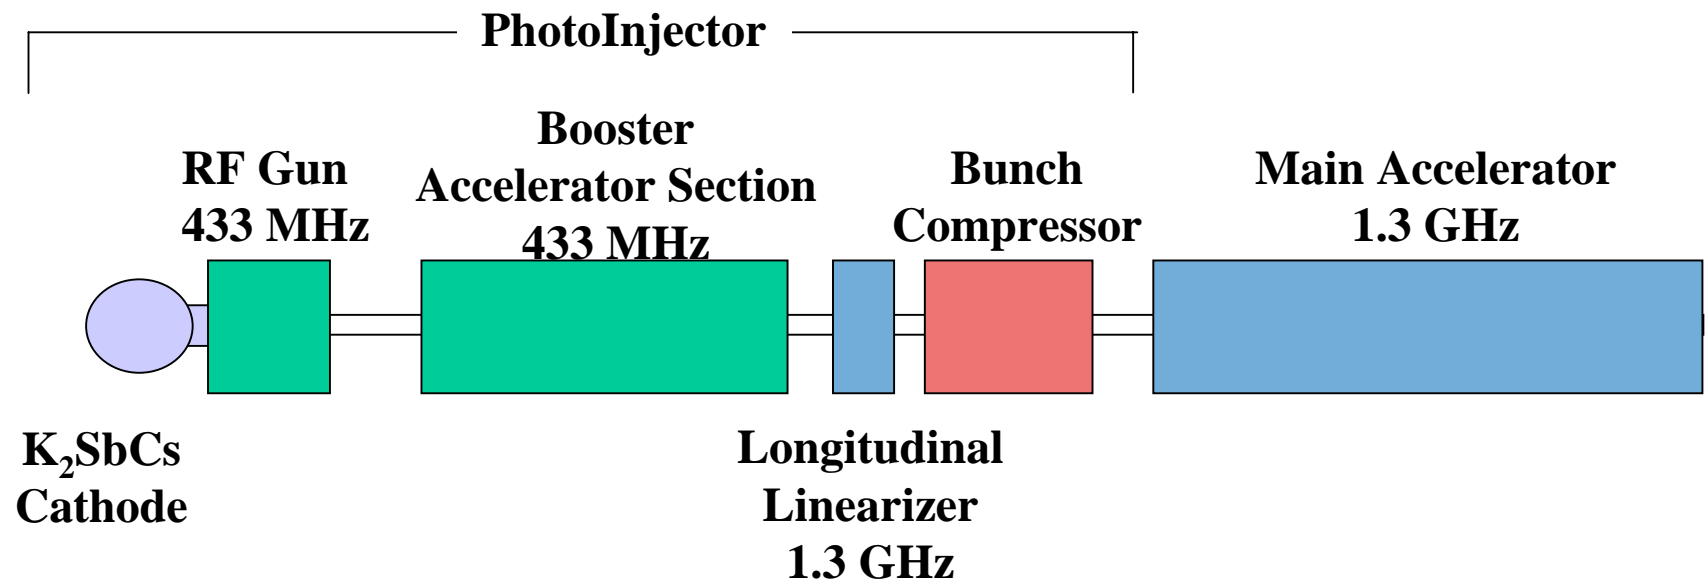 PhotoInjector
RF Gun
433 MHz
Booster
Accelerator Section
433 MHz
Bunch
Compressor
Main Accelerator
1.3 GHz
K₂SbCs
Cathode
Longitudinal
Linearizer
1.3 GHz